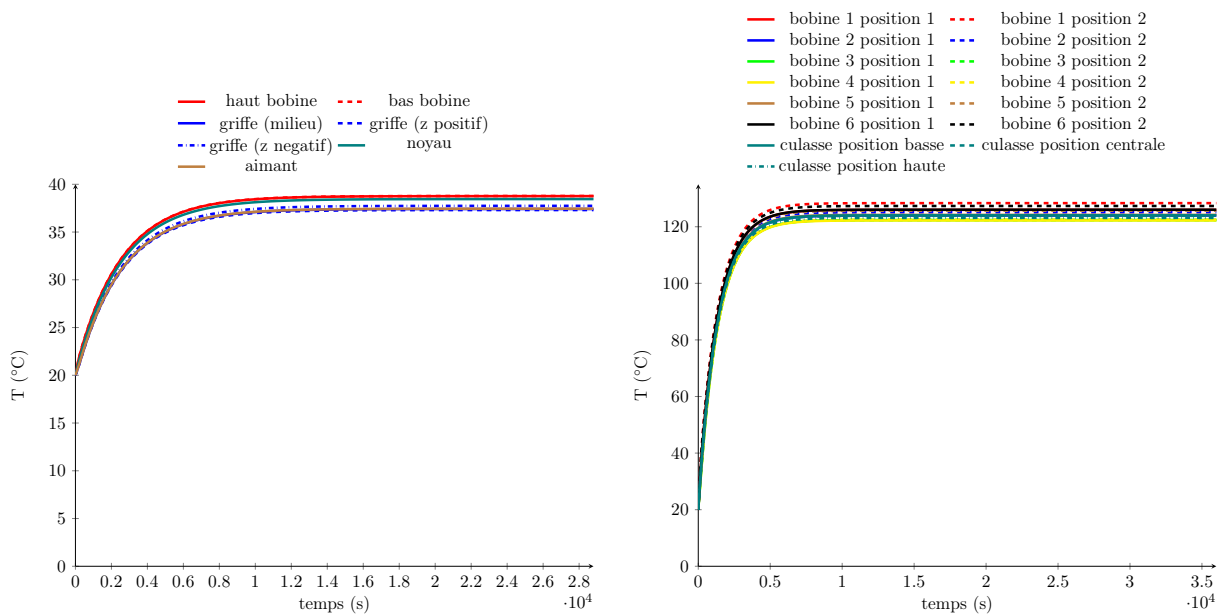 haut bobine bas bobine
griffe (milieu) griffe (z positif)
griffe (z negatif) noyau
aimant
40
35
30
25
20
15
10
5
0
T (°C)
0 0.2 0.4 0.6 0.8 1 1.2 1.4 1.6 1.8 2 2.2 2.4 2.6 2.8
·10⁴
temps (s)
bobine 1 position 1 bobine 1 position 2
bobine 2 position 1 bobine 2 position 2
bobine 3 position 1 bobine 3 position 2
bobine 4 position 1 bobine 4 position 2
bobine 5 position 1 bobine 5 position 2
bobine 6 position 1 bobine 6 position 2
culasse position basse culasse position centrale
culasse position haute
120
100
80
60
40
20
0
T (°C)
0 0.5 1 1.5 2 2.5 3 3.5
·10⁴
temps (s)